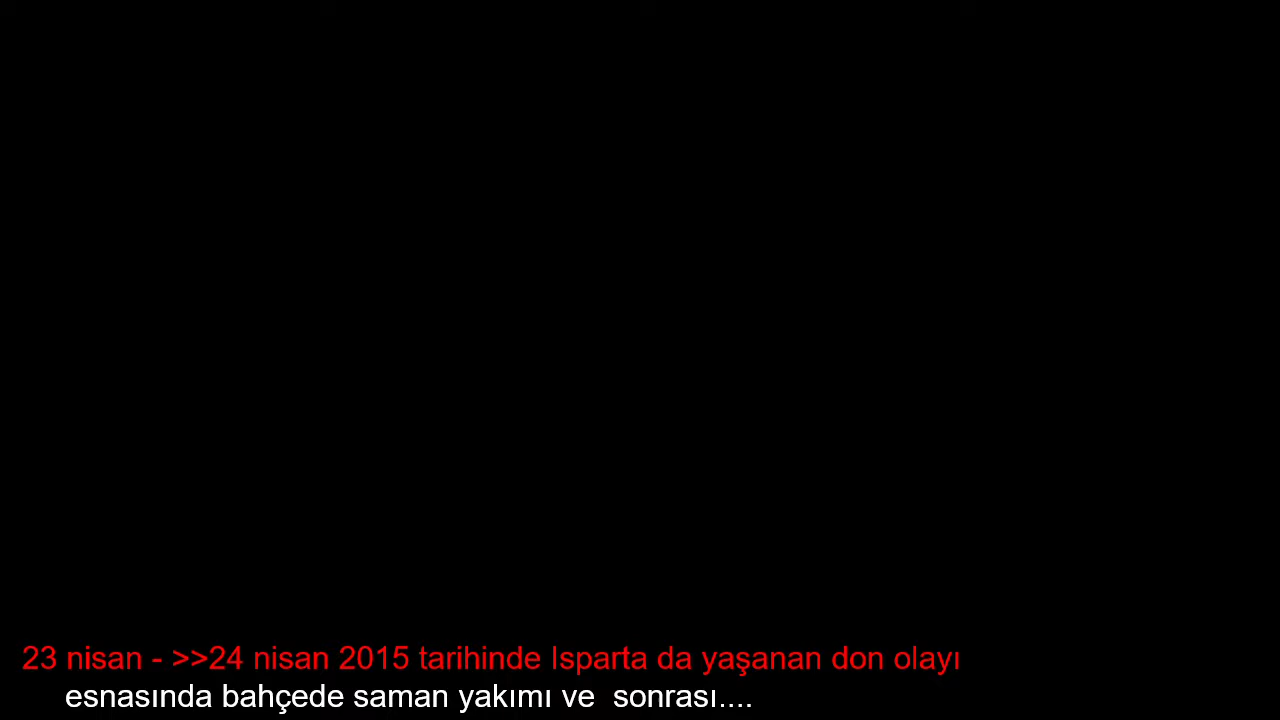 23 nisan - >>24 nisan 2015 tarihinde Isparta da yaşanan don olayı
esnasında bahçede saman yakımı ve  sonrası....